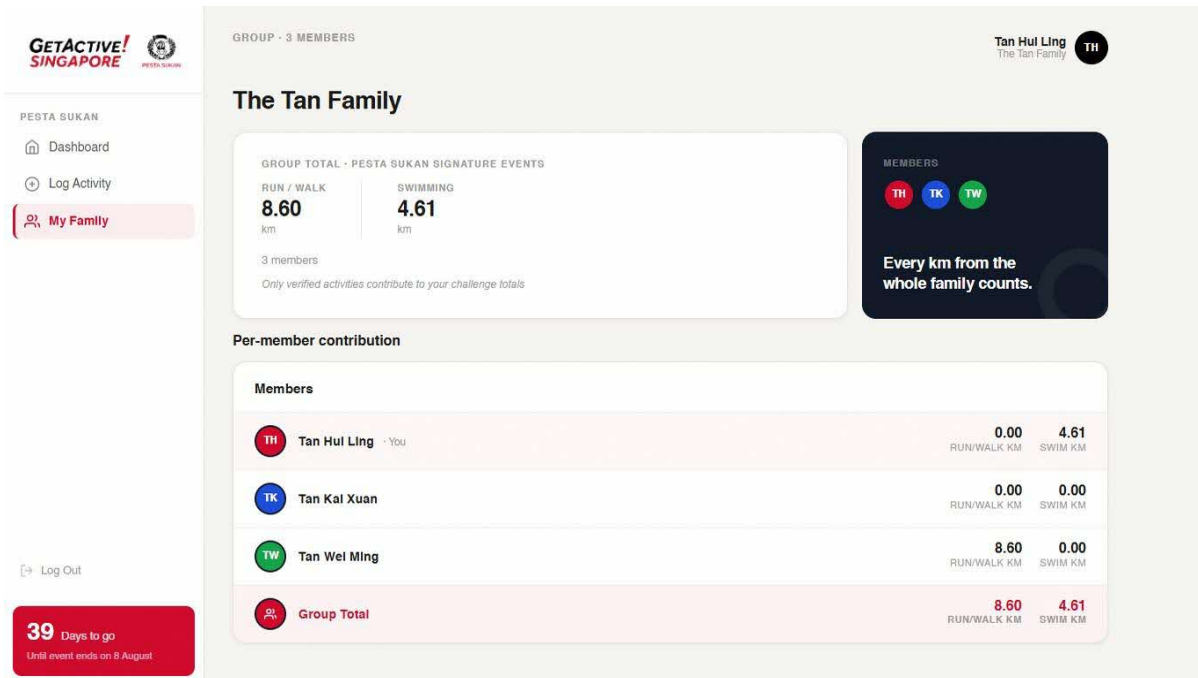 GETACTIVE!
SINGAPORE
PESTA SUKAN
GROUP · 3 MEMBERS
Tan Hui Ling
The Tan Family
TH
PESTA SUKAN
Dashboard
Log Activity
My Family
The Tan Family
GROUP TOTAL · PESTA SUKAN SIGNATURE EVENTS
RUN / WALK
8.60
km
SWIMMING
4.61
km
3 members
Only verified activities contribute to your challenge totals
MEMBERS
TH TK TW
Every km from the
whole family counts.
Per-member contribution
Members
TH Tan Hui Ling · You
0.00 4.61
RUN/WALK KM SWIM KM
TK Tan Kai Xuan
0.00 0.00
RUN/WALK KM SWIM KM
TW Tan Wei Ming
8.60 0.00
RUN/WALK KM SWIM KM
Group Total
8.60 4.61
RUN/WALK KM SWIM KM
Log Out
39 Days to go
Until event ends on 8 August